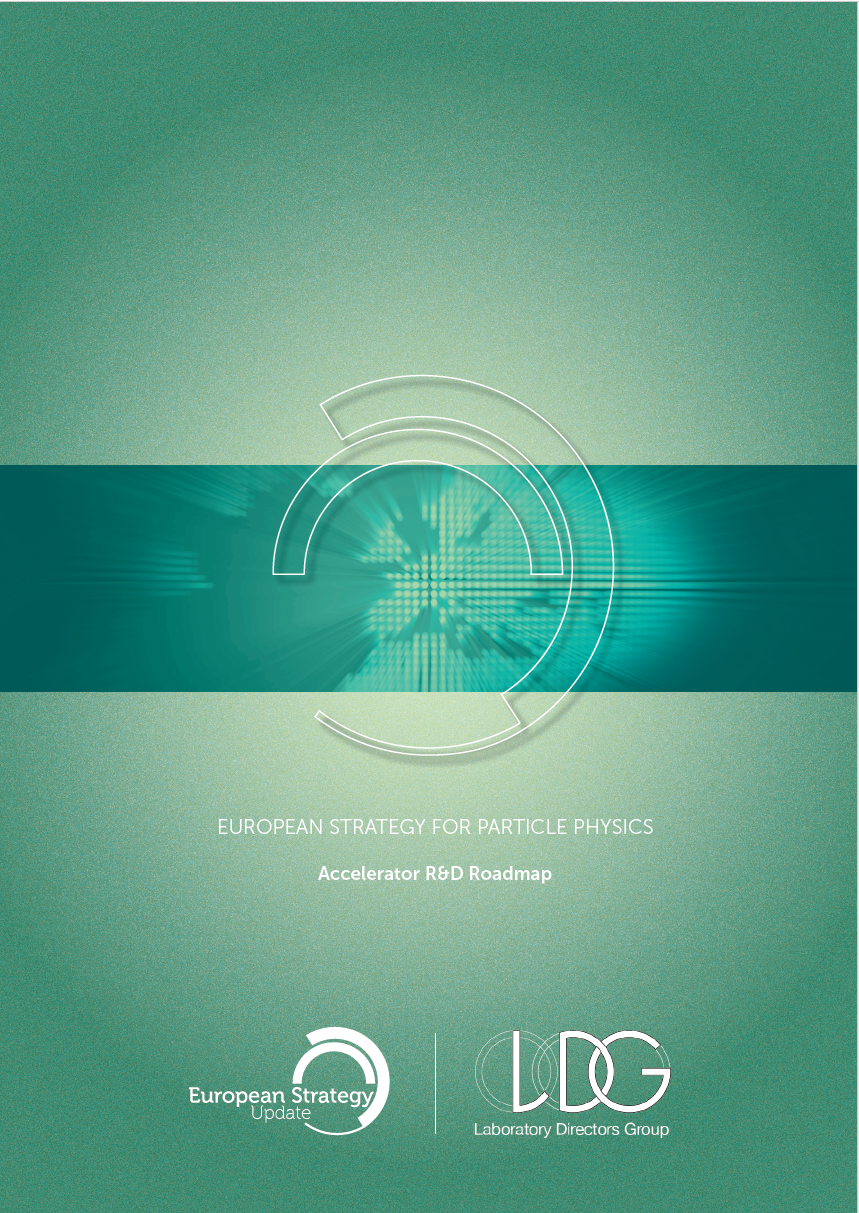 EUROPEAN STRATEGY FOR PARTICLE PHYSICS
Accelerator R&D Roadmap
European Strategy
Update
LDG
Laboratory Directors Group